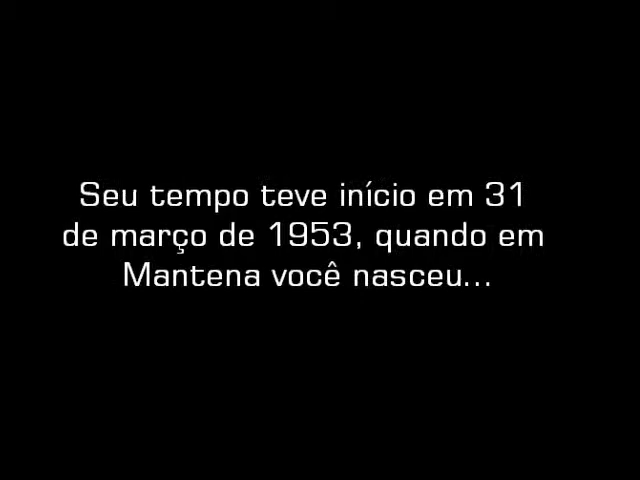 Seu tempo teve início em 31
de março de 1953, quando em
Mantena você nasceu...